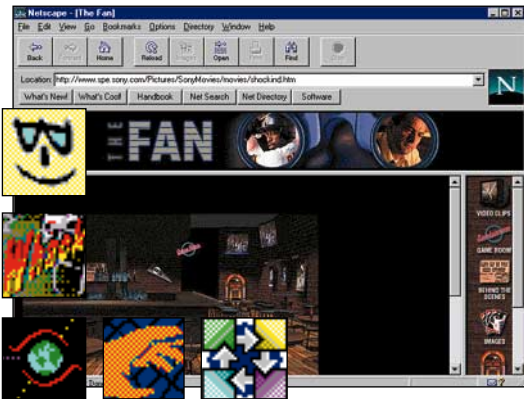 Netscape - [The Fan]
File Edit View Go Bookmarks Options Directory Window Help
Back Forward Home Reload Images Open Print Find Stop
Location: http://www.spe.sony.com/Pictures/SonyMovies/movies/shockind.htm
N
What's New! What's Cool! Handbook Net Search Net Directory Software
THE FAN
VIDEO CLIPS
GAME ROOM
BEHIND THE
SCENES
IMAGES